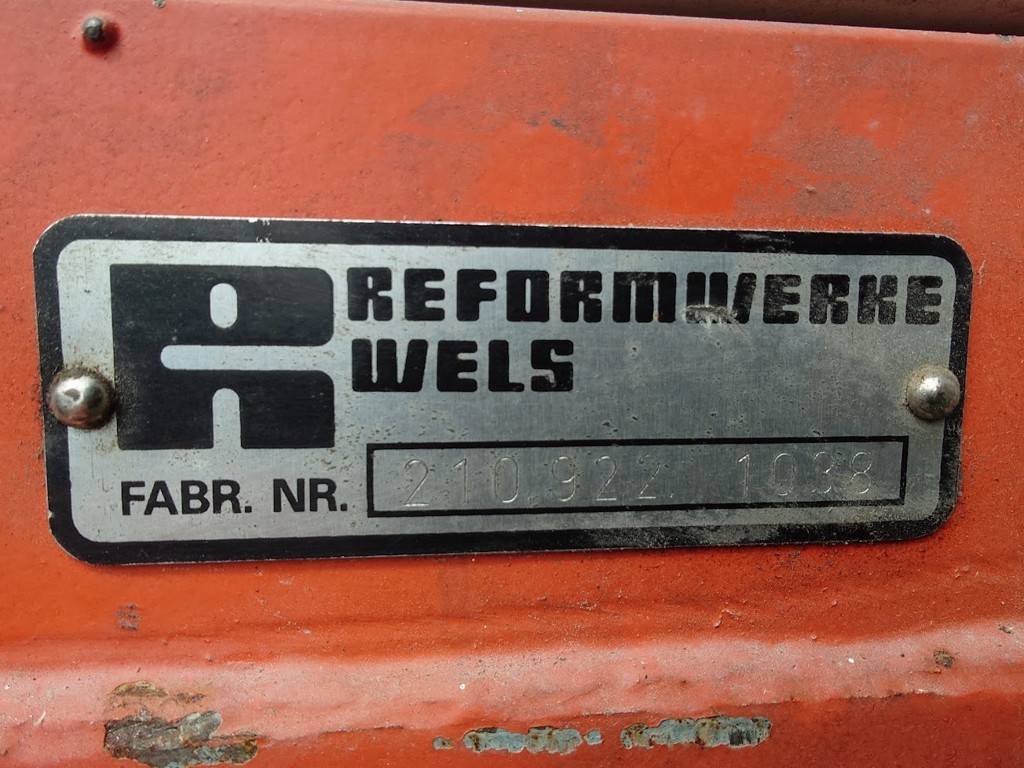 REFORMWERKE
WELS
FABR. NR. 210.922. 1038